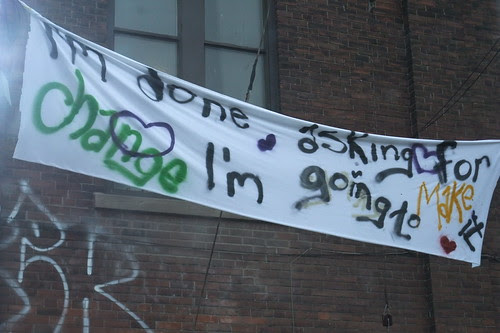 I'm done asking for
change I'm going to make it